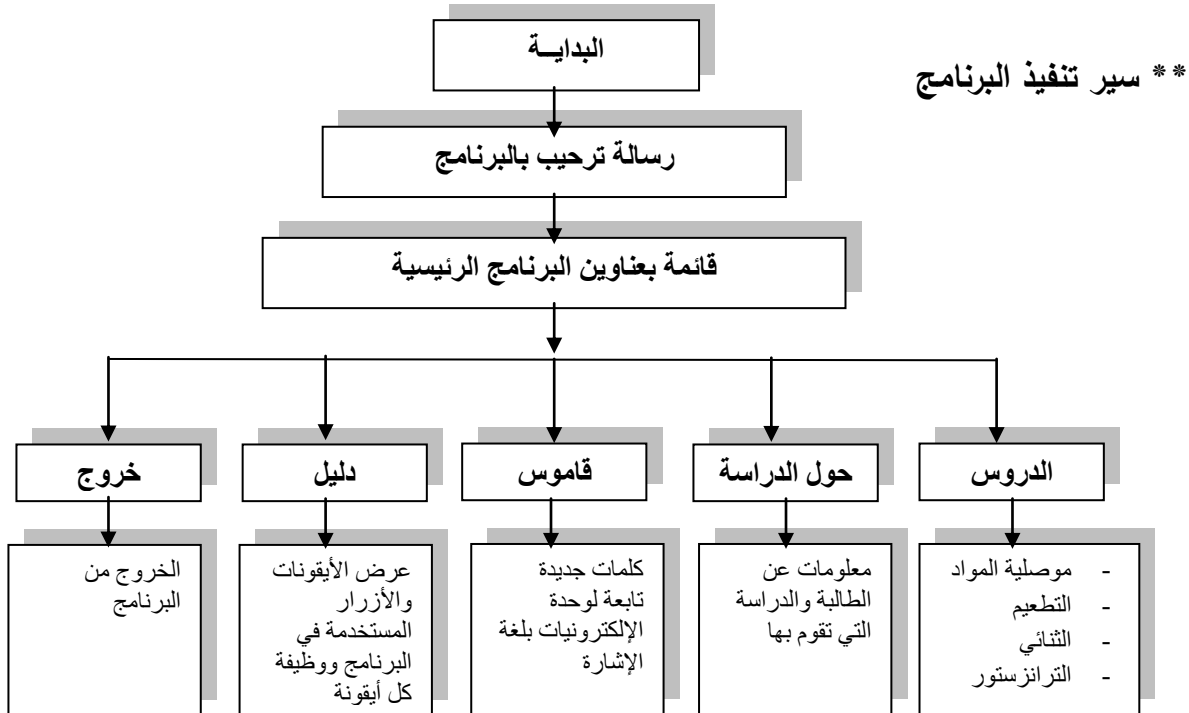 ** سير تنفيذ البرنامج
البدايــة
رسالة ترحيب بالبرنامج
قائمة بعناوين البرنامج الرئيسية
الدروس
حول الدراسة
قاموس
دليل
خروج
- موصلية المواد
- التطعيم
- الثنائي
- الترانزستور
معلومات عن
الطالبة والدراسة
التي تقوم بها
كلمات جديدة
تابعة لوحدة
الإلكترونيات بلغة
الإشارة
عرض الأيقونات
والأزرار
المستخدمة في
البرنامج ووظيفة
كل أيقونة
الخروج من
البرنامج